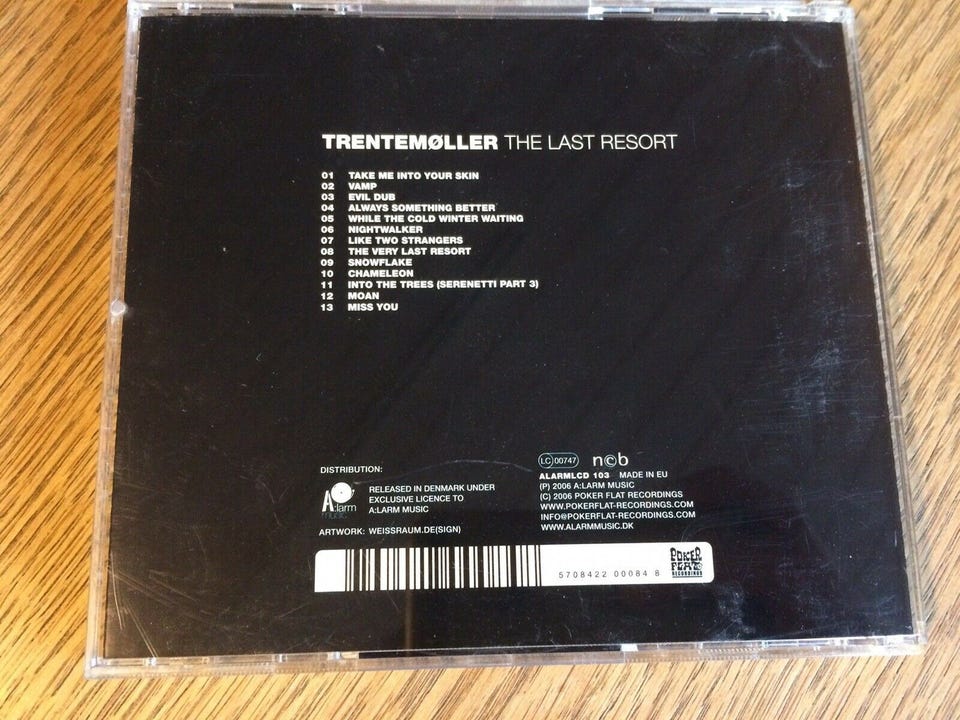 TRENTEMØLLER THE LAST RESORT
01 TAKE ME INTO YOUR SKIN
02 VAMP
03 EVIL DUB
04 ALWAYS SOMETHING BETTER
05 WHILE THE COLD WINTER WAITING
06 NIGHTWALKER
07 LIKE TWO STRANGERS
08 THE VERY LAST RESORT
09 SNOWFLAKE
10 CHAMELEON
11 INTO THE TREES (SERENETTI PART 3)
12 MOAN
13 MISS YOU
DISTRIBUTION:
A:larm
music
RELEASED IN DENMARK UNDER
EXCLUSIVE LICENCE TO
A:LARM MUSIC
ARTWORK: WEISSRAUM.DE(SIGN)
LC 00747 n©b
ALARMLCD 103 MADE IN EU
(P) 2006 A:LARM MUSIC
(C) 2006 POKER FLAT RECORDINGS
WWW.POKERFLAT-RECORDINGS.COM
INFO@POKERFLAT-RECORDINGS.COM
WWW.ALARMMUSIC.DK
5708422 00084 8
POKER
FLAT
RECORDINGS